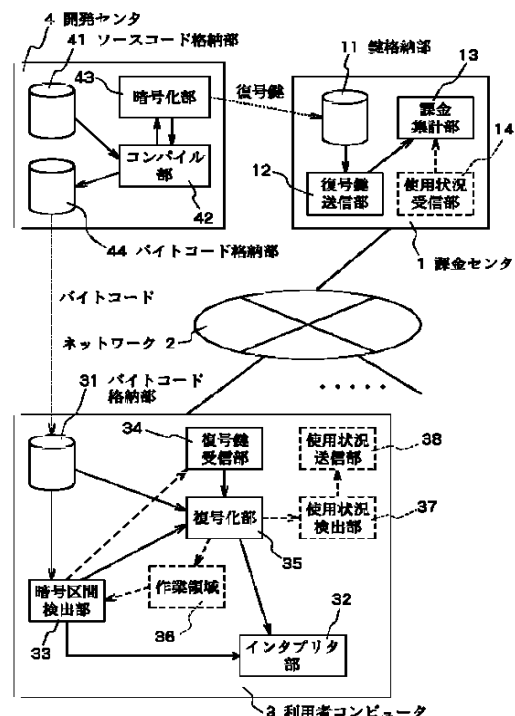 4 開発センタ
41 ソースコード格納部
43
暗号化部
復号鍵
コンパイル
部
42
44 バイトコード格納部
11 鍵格納部
13
課金
集計部
14
12
復号鍵
送信部
使用状況
受信部
1 課金センタ
バイトコード
ネットワーク 2
・・・・・
31 バイトコード
格納部
34
復号鍵
受信部
使用状況
送信部
38
復号化部
35
使用状況
検出部
37
暗号区間
検出部
33
作業領域
36
32
インタプリタ
部
3 利用者コンピュータ